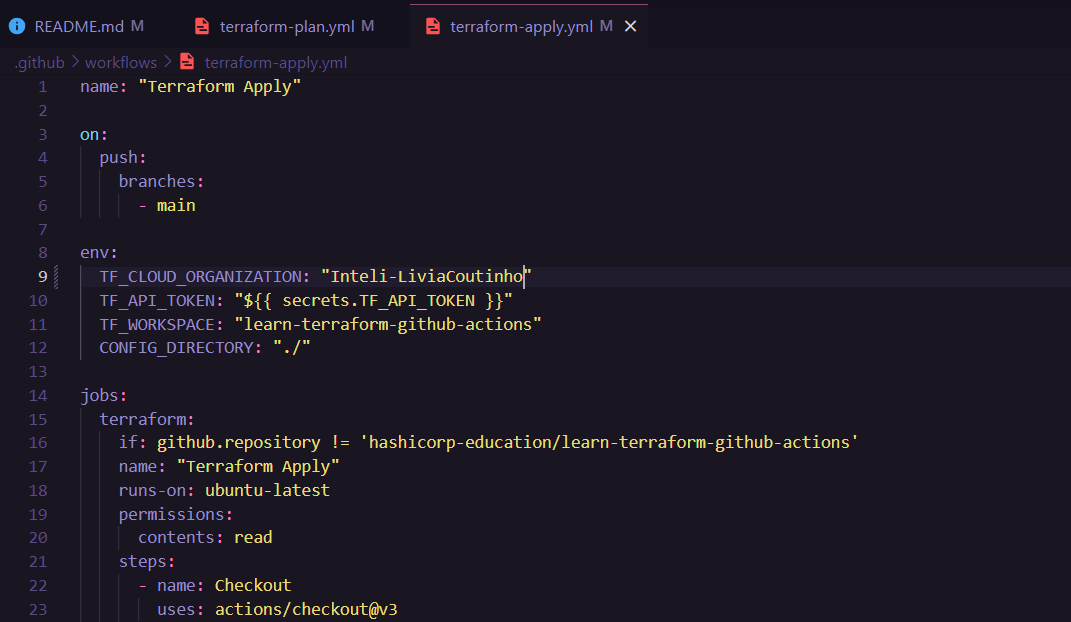 README.md M terraform-plan.yml M terraform-apply.yml M
.github > workflows > terraform-apply.yml
1 name: "Terraform Apply"
2
3 on:
4 push:
5 branches:
6 - main
7
8 env:
9 TF_CLOUD_ORGANIZATION: "Inteli-LiviaCoutinho"
10 TF_API_TOKEN: "${{ secrets.TF_API_TOKEN }}"
11 TF_WORKSPACE: "learn-terraform-github-actions"
12 CONFIG_DIRECTORY: "./"
13
14 jobs:
15 terraform:
16 if: github.repository != 'hashicorp-education/learn-terraform-github-actions'
17 name: "Terraform Apply"
18 runs-on: ubuntu-latest
19 permissions:
20 contents: read
21 steps:
22 - name: Checkout
23 uses: actions/checkout@v3